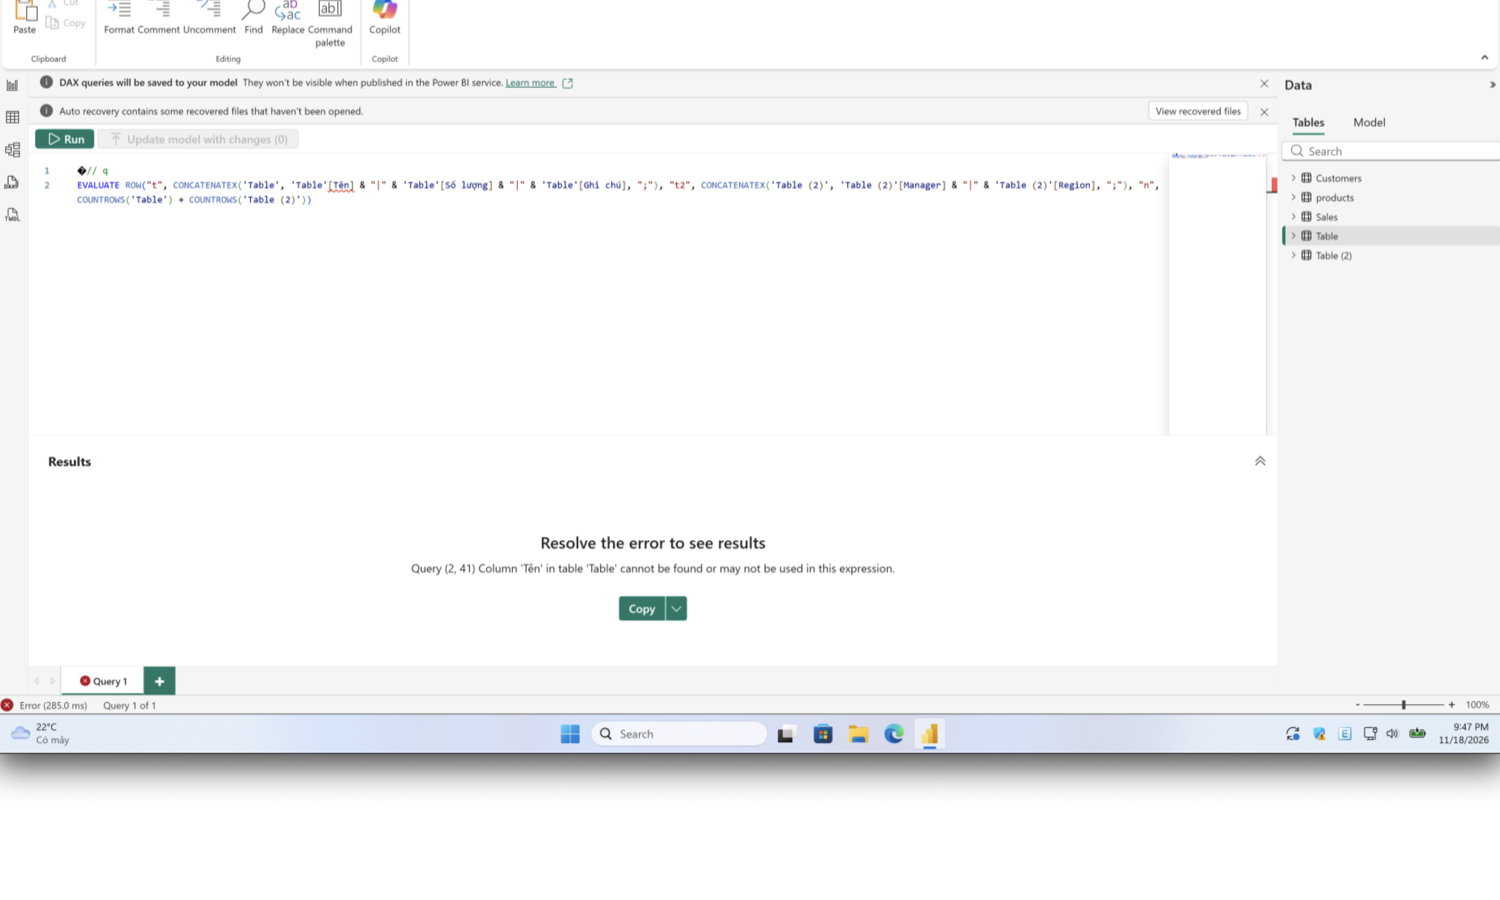 Cut
Paste
Copy
Format Comment Uncomment Find Replace Command palette
Copilot
Clipboard
Editing
Copilot
DAX queries will be saved to your model They won't be visible when published in the Power BI service. Learn more
Auto recovery contains some recovered files that haven't been opened.
View recovered files
Run
Update model with changes (0)
1 �// q
2 EVALUATE ROW("t", CONCATENATEX('Table', 'Table'[Tên] & "|" & 'Table'[Số lượng] & "|" & 'Table'[Ghi chú], ";"), "t2", CONCATENATEX('Table (2)', 'Table (2)'[Manager] & "|" & 'Table (2)'[Region], ";"), "n",
COUNTROWS('Table') + COUNTROWS('Table (2)'))
Results
Resolve the error to see results
Query (2, 41) Column 'Tên' in table 'Table' cannot be found or may not be used in this expression.
Copy
Query 1
Error (285.0 ms) Query 1 of 1
Data
Tables Model
Search
Customers
products
Sales
Table
Table (2)
- + 100%
22°C
Có mây
Search
9:47 PM
11/18/2026